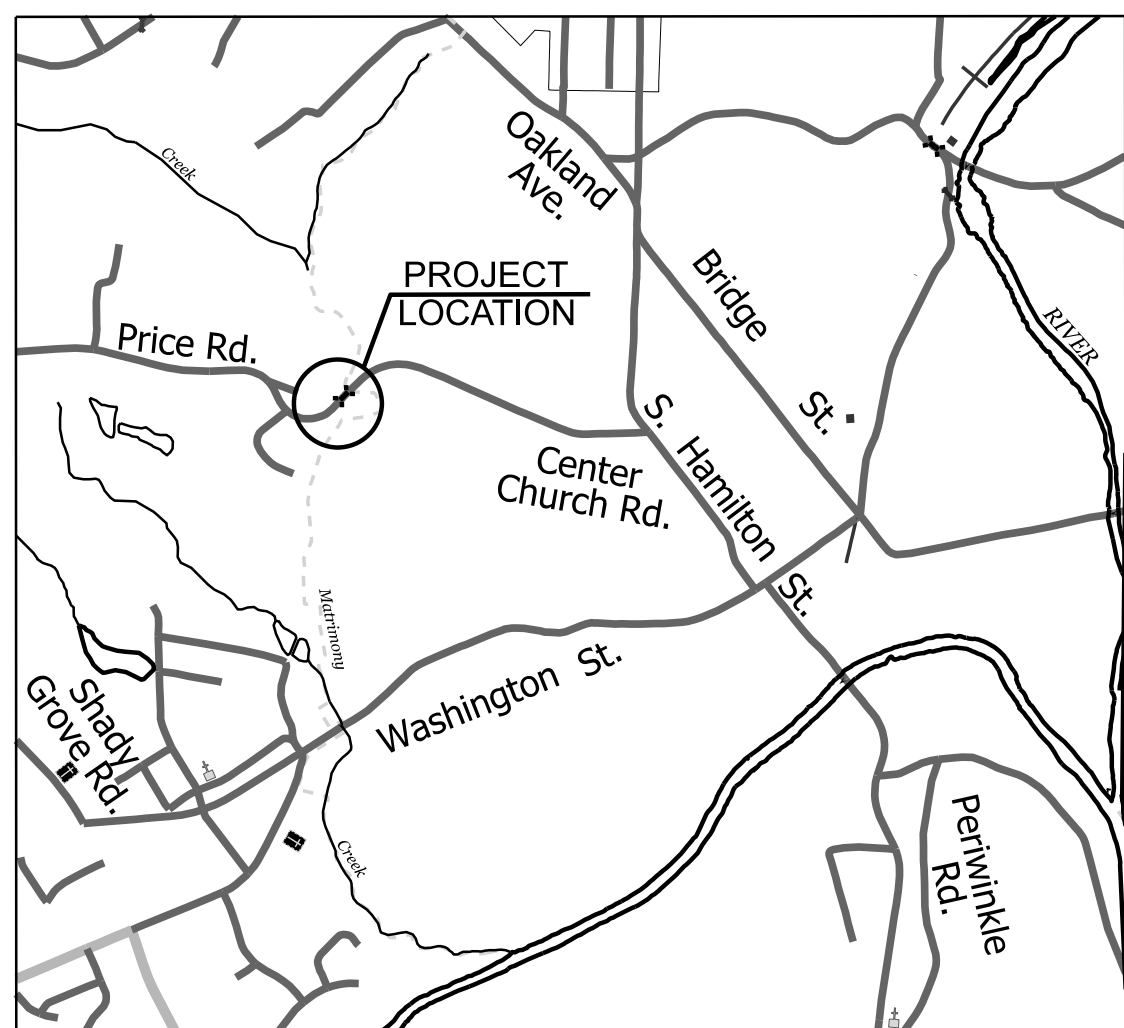 Oakland
Ave.
Creek
Bridge
St.
PROJECT
LOCATION
RIVER
Price Rd.
S. Hamilton St.
Center
Church Rd.
Matrimony
Creek
Washington St.
Shady
Grove Rd.
Periwinkle
Rd.